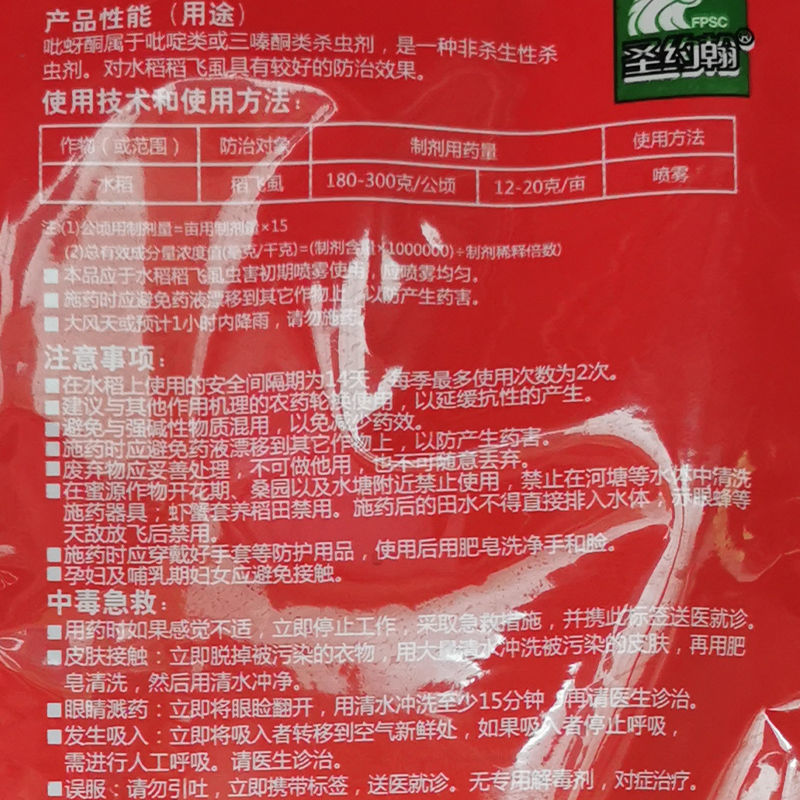 产品性能（用途）
FPSC
圣约翰®
吡蚜酮属于吡啶类或三嗪酮类杀虫剂，是一种非杀生性杀
虫剂。对水稻稻飞虱具有较好的防治效果。
使用技术和使用方法：
作物（或范围） 防治对象 制剂用药量 使用方法
水稻 稻飞虱 180-300克/公顷 12-20克/亩 喷雾
注:(1)公顷用制剂量=亩用制剂量×15
(2)总有效成分量浓度值(毫克/千克)=(制剂含量×1000000)÷制剂稀释倍数)
本品应于水稻稻飞虱虫害初期喷雾使用，应喷雾均匀。
施药时应避免药液漂移到其它作物上，以防产生药害。
大风天或预计1小时内降雨，请勿施药。
注意事项：
在水稻上使用的安全间隔期为14天，每季最多使用次数为2次。
建议与其他作用机理的农药轮换使用，以延缓抗性的产生。
避免与强碱性物质混用，以免减少药效。
施药时应避免药液漂移到其它作物上，以防产生药害。
废弃物应妥善处理，不可做他用，也不可随意丢弃。
在蜜源作物开花期、桑园以及水塘附近禁止使用，禁止在河塘等水体中清洗
施药器具，虾蟹套养稻田禁用。施药后的田水不得直接排入水体，赤眼蜂等
天敌放飞后禁用。
施药时应穿戴好手套等防护用品，使用后用肥皂洗净手和脸。
孕妇及哺乳期妇女应避免接触。
中毒急救：
用药时如果感觉不适，立即停止工作，采取急救措施，并携此标签送医就诊。
皮肤接触：立即脱掉被污染的衣物，用大量清水冲洗被污染的皮肤，再用肥
皂清洗，然后用清水冲净。
眼睛溅药：立即将眼睑翻开，用清水冲洗至少15分钟，再请医生诊治。
发生吸入：立即将吸入者转移到空气新鲜处，如果吸入者停止呼吸，
需进行人工呼吸。请医生诊治。
误服：请勿引吐，立即携带标签，送医就诊。无专用解毒剂，对症治疗。